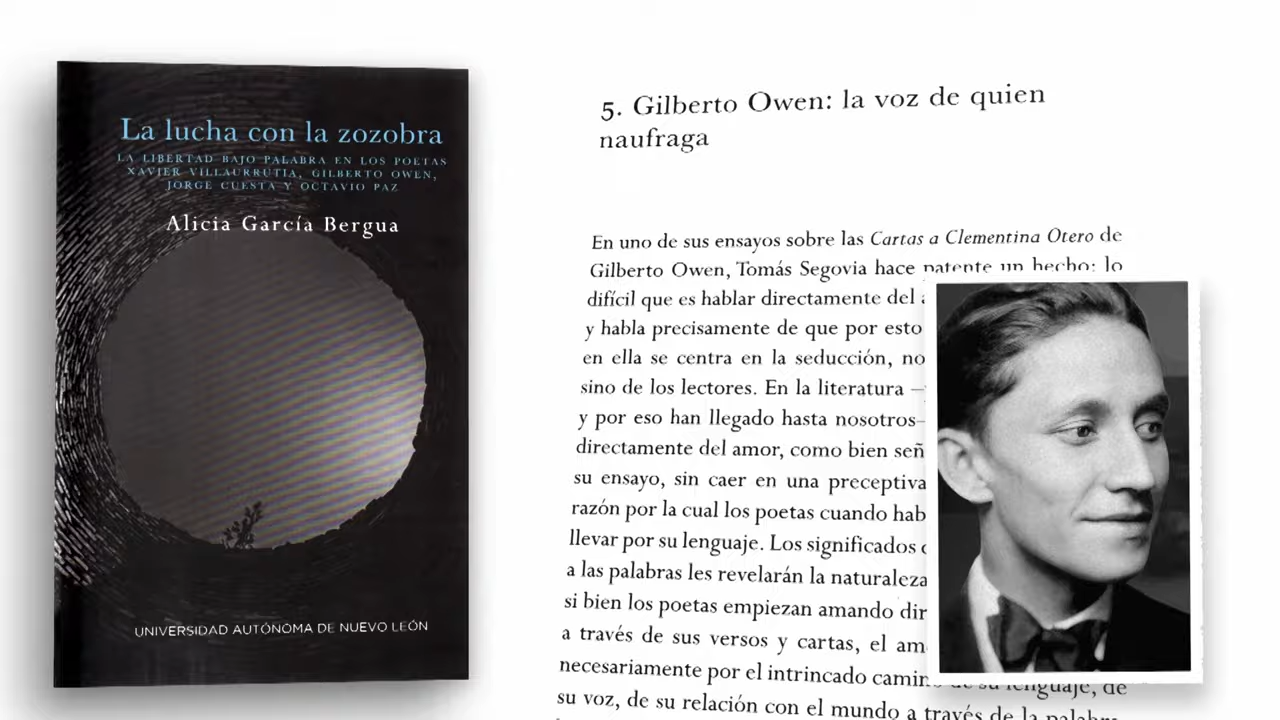 La lucha con la zozobra
LA LIBERTAD BAJO PALABRA EN LOS POETAS
XAVIER VILLAURRUTIA, GILBERTO OWEN,
JORGE CUESTA Y OCTAVIO PAZ
Alicia García Bergua
UNIVERSIDAD AUTÓNOMA DE NUEVO LEÓN
5. Gilberto Owen: la voz de quien
naufraga
En uno de sus ensayos sobre las Cartas a Clementina Otero de
Gilberto Owen, Tomás Segovia hace patente un hecho: lo
difícil que es hablar directamente del
y habla precisamente de que por esto
en ella se centra en la seducción, no
sino de los lectores. En la literatura —
y por eso han llegado hasta nosotros—
directamente del amor, como bien señ
su ensayo, sin caer en una preceptiva
razón por la cual los poetas cuando hab
llevar por su lenguaje. Los significados
a las palabras les revelarán la naturaleza
si bien los poetas empiezan amando dir
a través de sus versos y cartas, el am
necesariamente por el intrincado camin de su lenguaje, de
su voz, de su relación con el mundo a través de la palabra